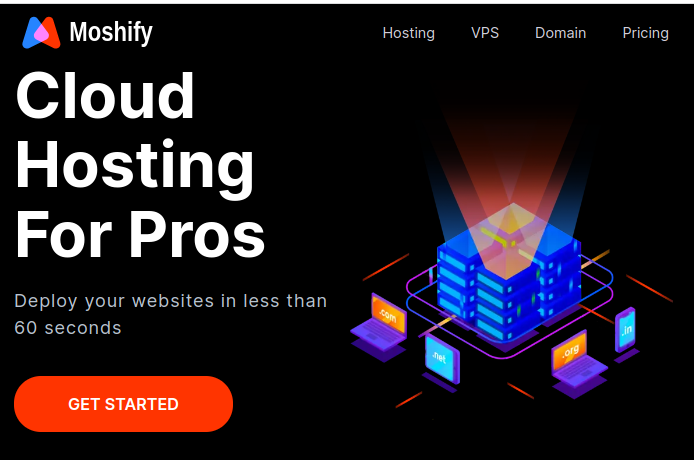 Moshify
Hosting VPS Domain Pricing
Cloud
Hosting
For Pros
Deploy your websites in less than
60 seconds
GET STARTED
.com
.net
.org
.in